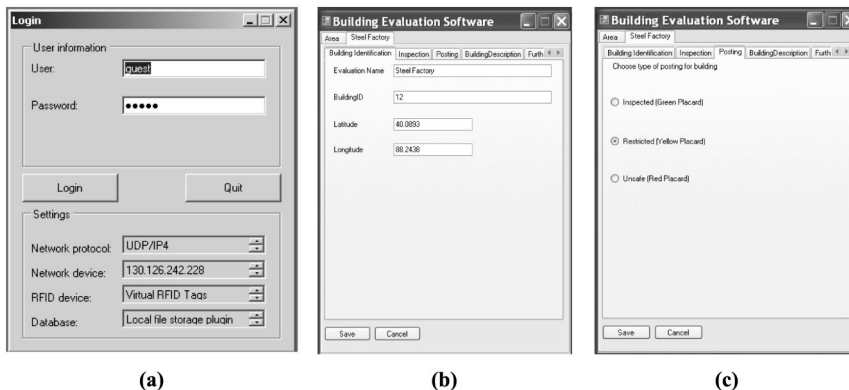 Login
User information
User: guest
Password: •••••
Login Quit
Settings
Network protocol: UDP/IP4
Network device: 130.126.242.228
RFID device: Virtual RFID Tags
Database: Local file storage plugin
(a)
Building Evaluation Software
Area Steel Factory
Building Identification Inspection Posting BuildingDescription Furth
Evaluation Name Steel Factory
BuildingID 12
Latitude 40.0893
Longitude 88.2438
Save Cancel
(b)
Building Evaluation Software
Area Steel Factory
Building Identification Inspection Posting BuildingDescription Furth
Choose type of posting for building
Inspected (Green Placard)
Restricted (Yellow Placard)
Unsafe (Red Placard)
Save Cancel
(c)